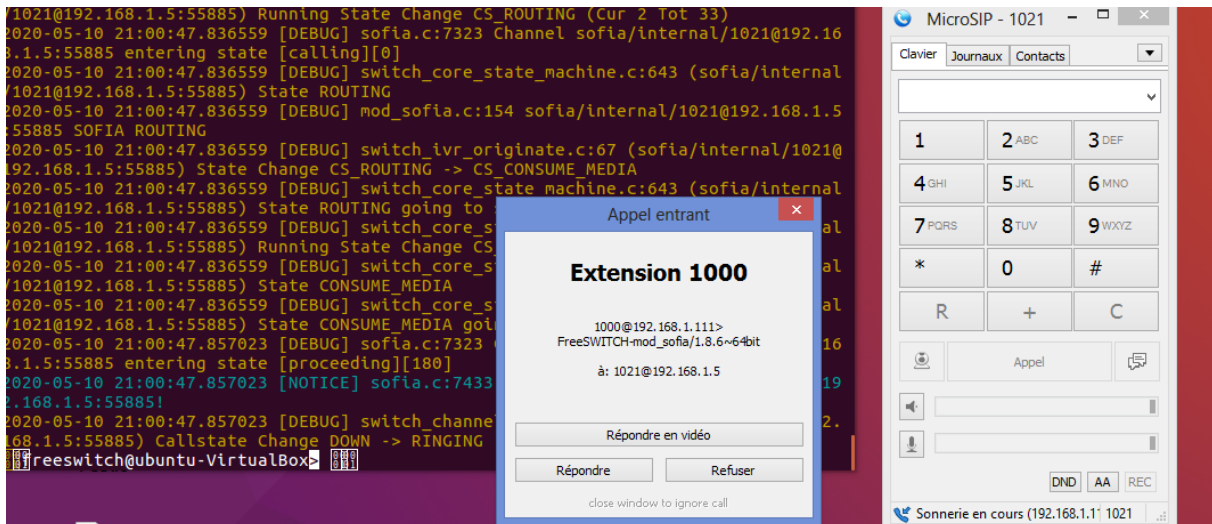 /1021@192.168.1.5:55885) Running State Change CS_ROUTING (Cur 2 Tot 33)
2020-05-10 21:00:47.836559 [DEBUG] sofia.c:7323 Channel sofia/internal/1021@192.16
8.1.5:55885 entering state [calling][0]
2020-05-10 21:00:47.836559 [DEBUG] switch_core_state_machine.c:643 (sofia/internal
/1021@192.168.1.5:55885) State ROUTING
2020-05-10 21:00:47.836559 [DEBUG] mod_sofia.c:154 sofia/internal/1021@192.168.1.5
:55885 SOFIA ROUTING
2020-05-10 21:00:47.836559 [DEBUG] switch_ivr_originate.c:67 (sofia/internal/1021@
192.168.1.5:55885) State Change CS_ROUTING -> CS_CONSUME_MEDIA
2020-05-10 21:00:47.836559 [DEBUG] switch_core_state_machine.c:643 (sofia/internal
/1021@192.168.1.5:55885) State ROUTING going to
2020-05-10 21:00:47.836559 [DEBUG] switch_core_s al
/1021@192.168.1.5:55885) Running State Change CS
2020-05-10 21:00:47.836559 [DEBUG] switch_core_s al
/1021@192.168.1.5:55885) State CONSUME_MEDIA
2020-05-10 21:00:47.836559 [DEBUG] switch_core_s al
/1021@192.168.1.5:55885) State CONSUME_MEDIA goi
2020-05-10 21:00:47.857023 [DEBUG] sofia.c:7323 16
8.1.5:55885 entering state [proceeding][180]
2020-05-10 21:00:47.857023 [NOTICE] sofia.c:7433 19
2.168.1.5:55885!
2020-05-10 21:00:47.857023 [DEBUG] switch_channe 2.
168.1.5:55885) Callstate Change DOWN -> RINGING
freeswitch@ubuntu-VirtualBox>
Appel entrant
Extension 1000
1000@192.168.1.111>
FreeSWITCH-mod_sofia/1.8.6~64bit
à: 1021@192.168.1.5
Répondre en vidéo
Répondre Refuser
close window to ignore call
MicroSIP - 1021
Clavier Journaux Contacts
1 2 ABC 3 DEF
4 GHI 5 JKL 6 MNO
7 PQRS 8 TUV 9 WXYZ
* 0 #
R + C
Appel
DND AA REC
Sonnerie en cours (192.168.1.1 1021